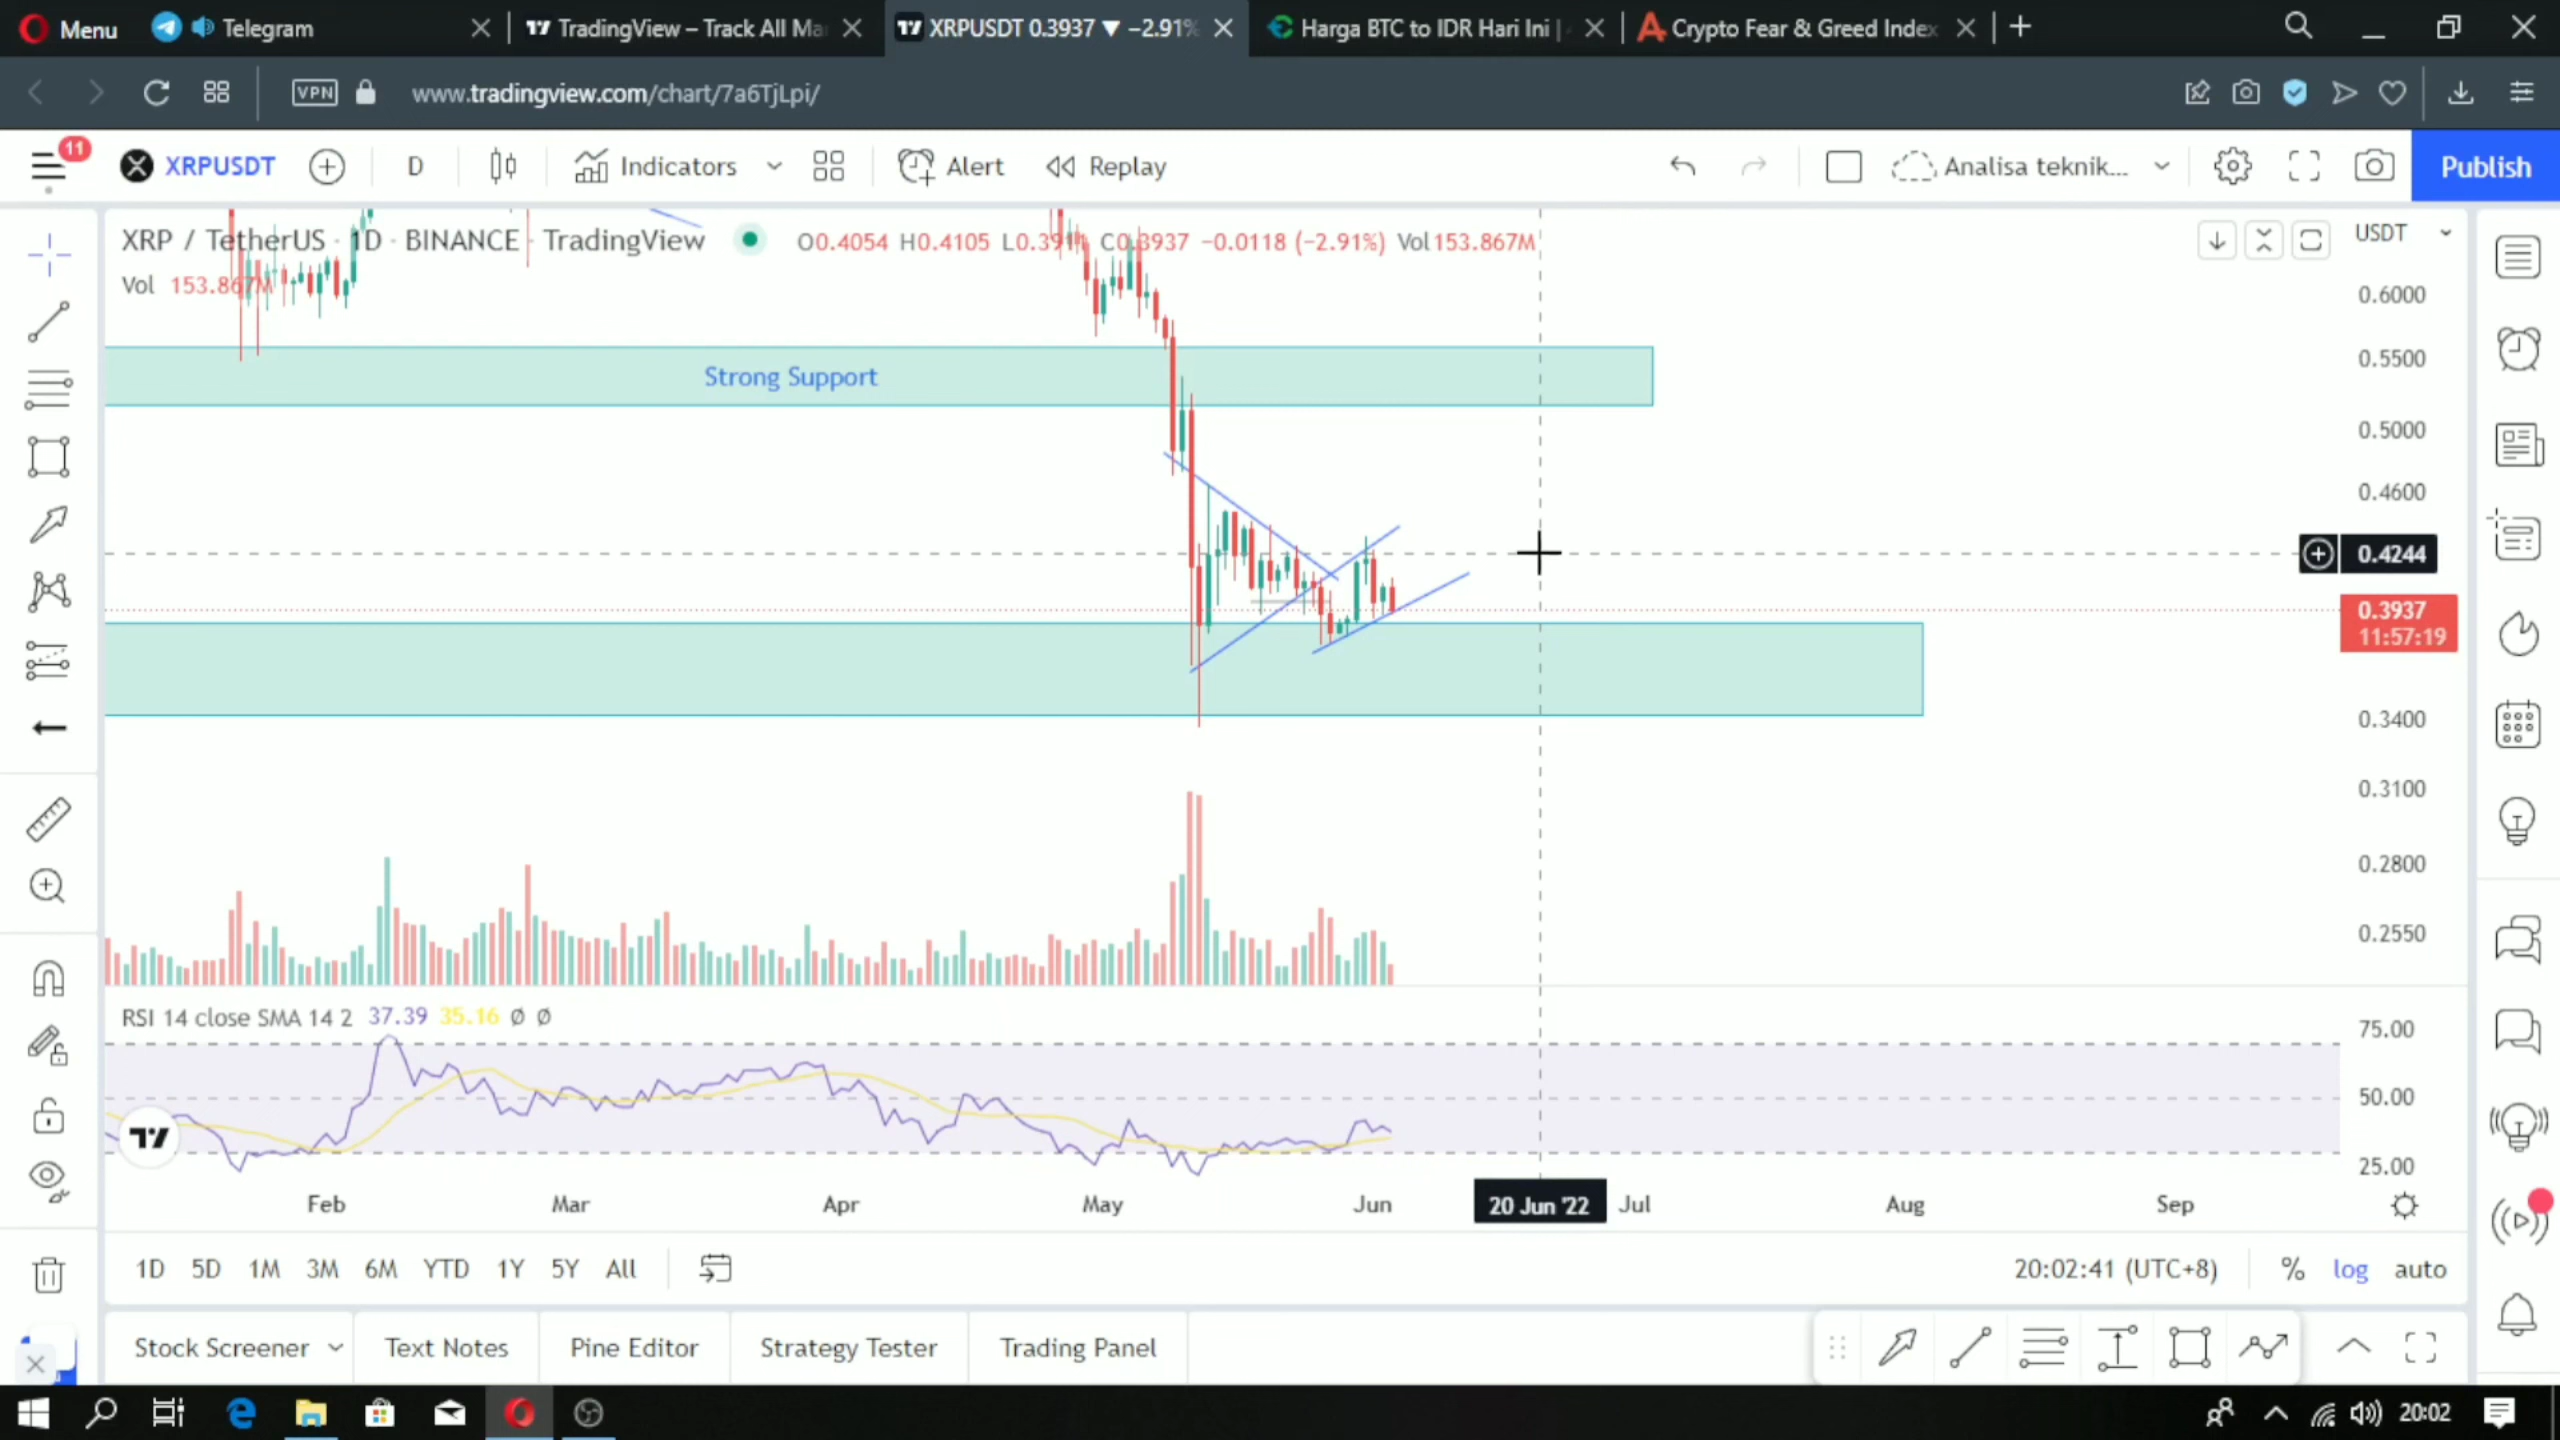 Menu
Telegram
TradingView – Track All Ma
XRPUSDT 0.3937 ▼ −2.91%
Harga BTC to IDR Hari Ini |
Crypto Fear & Greed Index
VPN
www.tradingview.com/chart/7a6TjLpi/
11
XRPUSDT
D
Indicators
Alert
Replay
Analisa teknik...
Publish
XRP / TetherUS · 1D · BINANCE · TradingView
O0.4054 H0.4105 L0.3911 C0.3937 −0.0118 (−2.91%) Vol153.867M
USDT
Vol 153.867M
0.6000
Strong Support
0.5500
0.5000
0.4600
0.4244
0.3937
11:57:19
0.3400
0.3100
0.2800
0.2550
RSI 14 close SMA 14 2 37.39 35.16 Ø Ø
75.00
50.00
25.00
Feb
Mar
Apr
May
Jun
20 Jun '22
Jul
Aug
Sep
1D 5D 1M 3M 6M YTD 1Y 5Y All
20:02:41 (UTC+8)
% log auto
Stock Screener
Text Notes
Pine Editor
Strategy Tester
Trading Panel
20:02